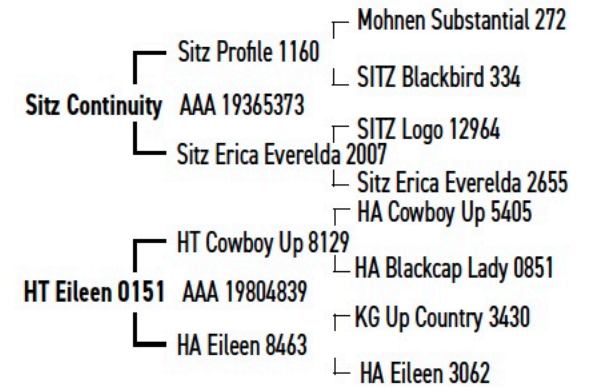 Mohnen Substantial 272
Sitz Profile 1160
SITZ Blackbird 334
Sitz Continuity AAA 19365373
SITZ Logo 12964
Sitz Erica Everelda 2007
Sitz Erica Everelda 2655
HA Cowboy Up 5405
HT Cowboy Up 8129
HA Blackcap Lady 0851
HT Eileen 0151 AAA 19804839
KG Up Country 3430
HA Eileen 8463
HA Eileen 3062